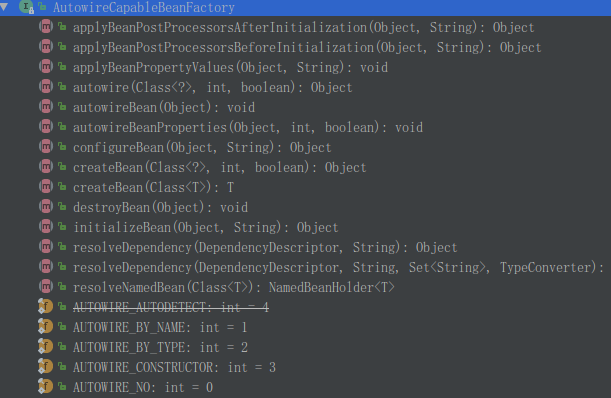 AutowireCapableBeanFactory
applyBeanPostProcessorsAfterInitialization(Object, String): Object
applyBeanPostProcessorsBeforeInitialization(Object, String): Object
applyBeanPropertyValues(Object, String): void
autowire(Class<?>, int, boolean): Object
autowireBean(Object): void
autowireBeanProperties(Object, int, boolean): void
configureBean(Object, String): Object
createBean(Class<?>, int, boolean): Object
createBean(Class<T>): T
destroyBean(Object): void
initializeBean(Object, String): Object
resolveDependency(DependencyDescriptor, String): Object
resolveDependency(DependencyDescriptor, String, Set<String>, TypeConverter):
resolveNamedBean(Class<T>): NamedBeanHolder<T>
AUTOWIRE_AUTODETECT: int = 4
AUTOWIRE_BY_NAME: int = 1
AUTOWIRE_BY_TYPE: int = 2
AUTOWIRE_CONSTRUCTOR: int = 3
AUTOWIRE_NO: int = 0